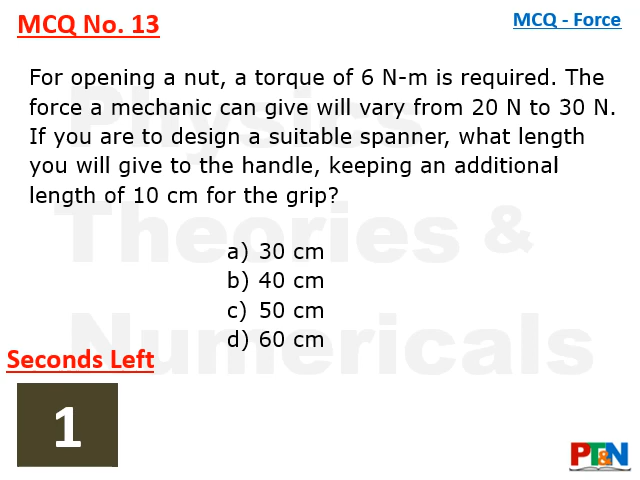 MCQ No. 13
MCQ - Force
For opening a nut, a torque of 6 N-m is required. The
force a mechanic can give will vary from 20 N to 30 N.
If you are to design a suitable spanner, what length
you will give to the handle, keeping an additional
length of 10 cm for the grip?
a) 30 cm
b) 40 cm
c) 50 cm
d) 60 cm
Physics
Theories &
Numericals
Seconds Left
1
PT&N